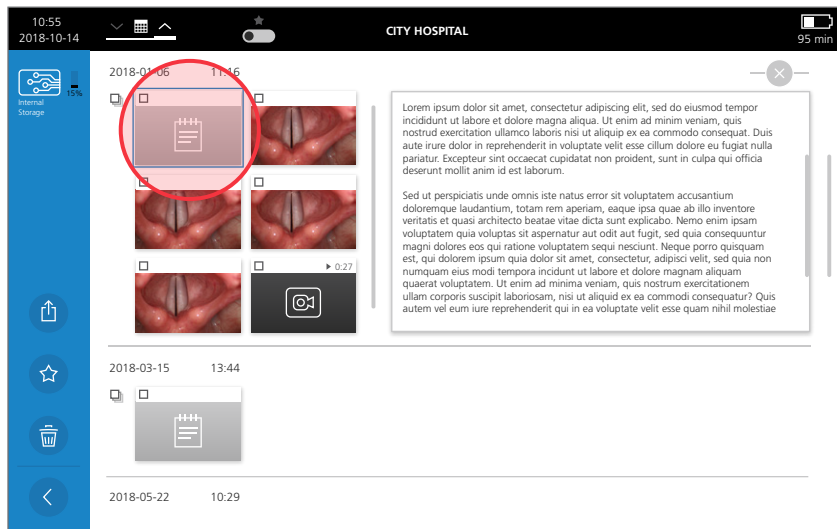 10:55
2018-10-14
CITY HOSPITAL
95 min
Internal
Storage
15%
2018-01-06 11:16
0:27
Lorem ipsum dolor sit amet, consectetur adipiscing elit, sed do eiusmod tempor
incididunt ut labore et dolore magna aliqua. Ut enim ad minim veniam, quis
nostrud exercitation ullamco laboris nisi ut aliquip ex ea commodo consequat. Duis
aute irure dolor in reprehenderit in voluptate velit esse cillum dolore eu fugiat nulla
pariatur. Excepteur sint occaecat cupidatat non proident, sunt in culpa qui officia
deserunt mollit anim id est laborum.
Sed ut perspiciatis unde omnis iste natus error sit voluptatem accusantium
doloremque laudantium, totam rem aperiam, eaque ipsa quae ab illo inventore
veritatis et quasi architecto beatae vitae dicta sunt explicabo. Nemo enim ipsam
voluptatem quia voluptas sit aspernatur aut odit aut fugit, sed quia consequuntur
magni dolores eos qui ratione voluptatem sequi nesciunt. Neque porro quisquam
est, qui dolorem ipsum quia dolor sit amet, consectetur, adipisci velit, sed quia non
numquam eius modi tempora incidunt ut labore et dolore magnam aliquam
quaerat voluptatem. Ut enim ad minima veniam, quis nostrum exercitationem
ullam corporis suscipit laboriosam, nisi ut aliquid ex ea commodi consequatur? Quis
autem vel eum iure reprehenderit qui in ea voluptate velit esse quam nihil molestiae
2018-03-15 13:44
2018-05-22 10:29